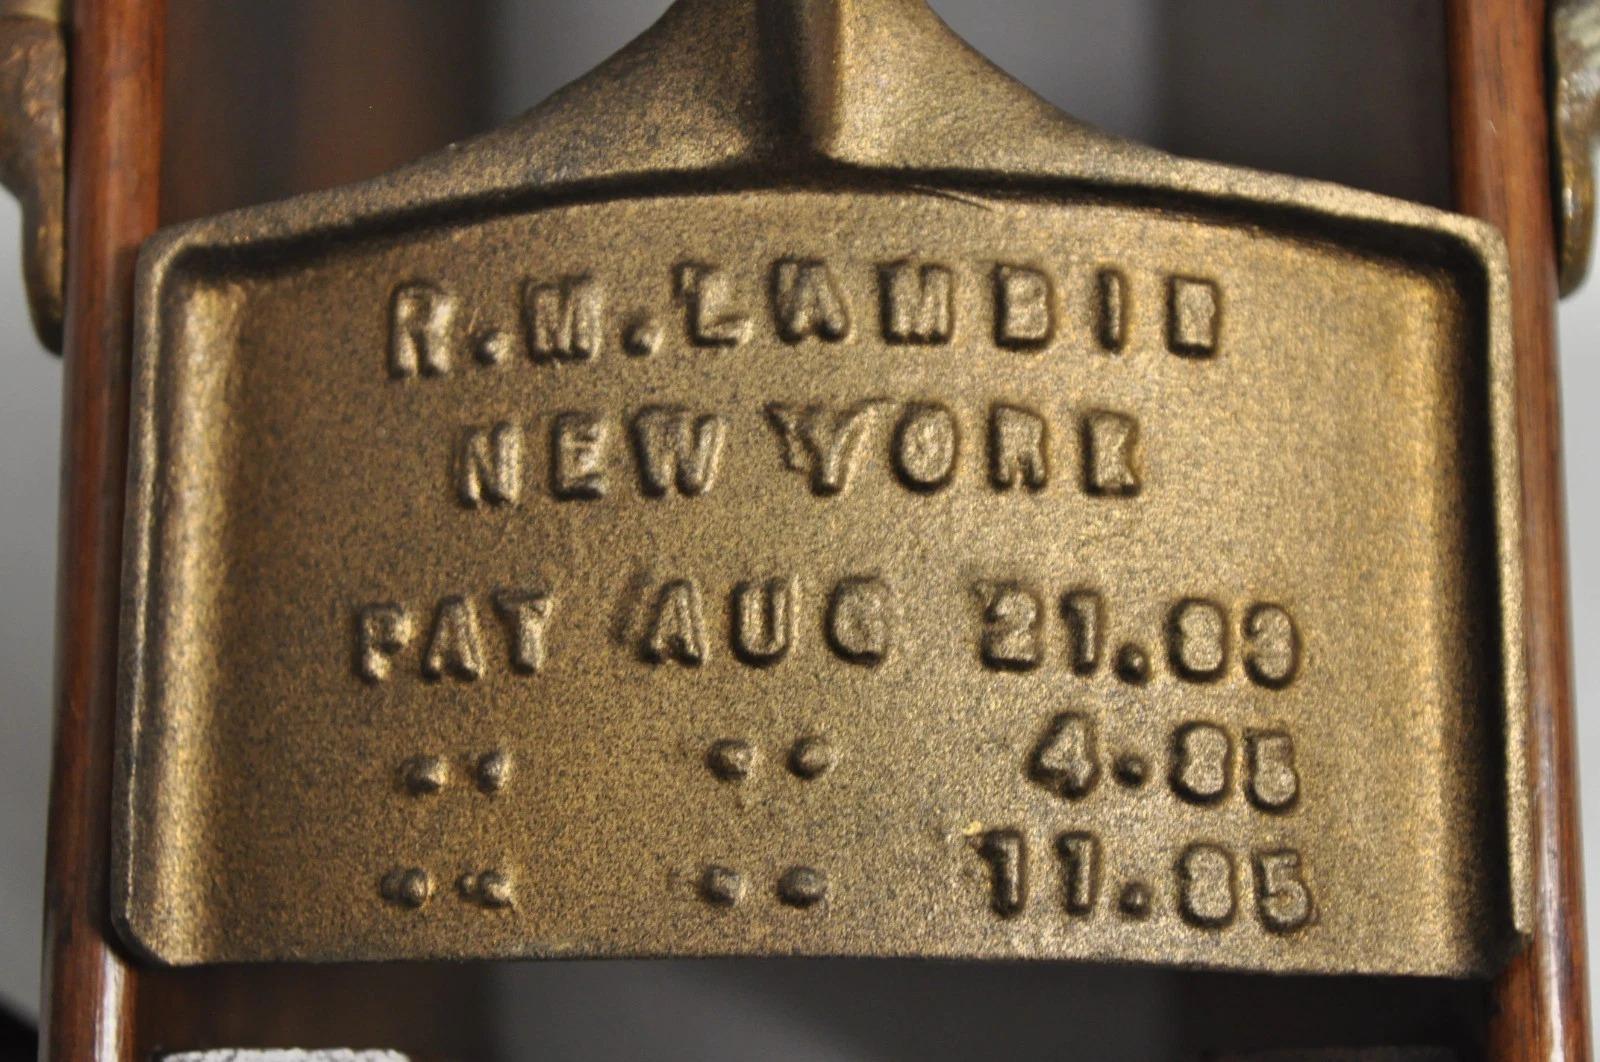 R.M.LAMBIE
NEW YORK
PAT AUG 21.83
" " 4.85
" " 11.85